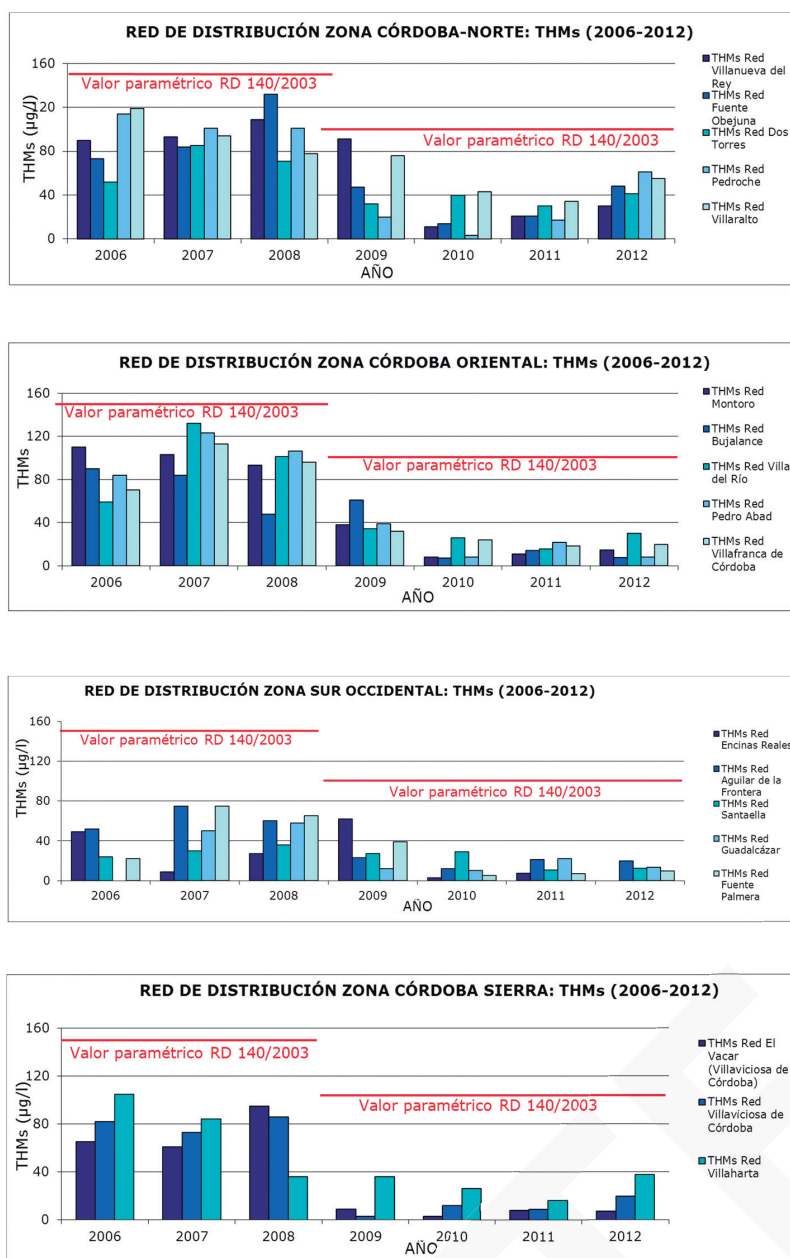 RED DE DISTRIBUCIÓN ZONA CÓRDOBA-NORTE: THMs (2006-2012)
THMs (µg/l)
160
120
80
40
0
Valor paramétrico RD 140/2003
Valor paramétrico RD 140/2003
2006 2007 2008 2009 2010 2011 2012
AÑO
THMs Red
Villanueva del
Rey
THMs Red
Fuente
Obejuna
THMs Red Dos
Torres
THMs Red
Pedroche
THMs Red
Villaralto
RED DE DISTRIBUCIÓN ZONA CÓRDOBA ORIENTAL: THMs (2006-2012)
THMs
160
120
80
40
0
Valor paramétrico RD 140/2003
Valor paramétrico RD 140/2003
2006 2007 2008 2009 2010 2011 2012
AÑO
THMs Red
Montoro
THMs Red
Bujalance
THMs Red Villa
del Río
THMs Red
Pedro Abad
THMs Red
Villafranca de
Córdoba
RED DE DISTRIBUCIÓN ZONA SUR OCCIDENTAL: THMs (2006-2012)
THMs (µg/l)
160
120
80
40
0
Valor paramétrico RD 140/2003
Valor paramétrico RD 140/2003
2006 2007 2008 2009 2010 2011 2012
AÑO
THMs Red
Encinas Reales
THMs Red
Aguilar de la
Frontera
THMs Red
Santaella
THMs Red
Guadalcázar
THMs Red
Fuente
Palmera
RED DE DISTRIBUCIÓN ZONA CÓRDOBA SIERRA: THMs (2006-2012)
THMs (µg/l)
160
120
80
40
0
Valor paramétrico RD 140/2003
Valor paramétrico RD 140/2003
2006 2007 2008 2009 2010 2011 2012
AÑO
THMs Red El
Vacar
(Villaviciosa de
Córdoba)
THMs Red
Villaviciosa de
Córdoba
THMs Red
Villaharta